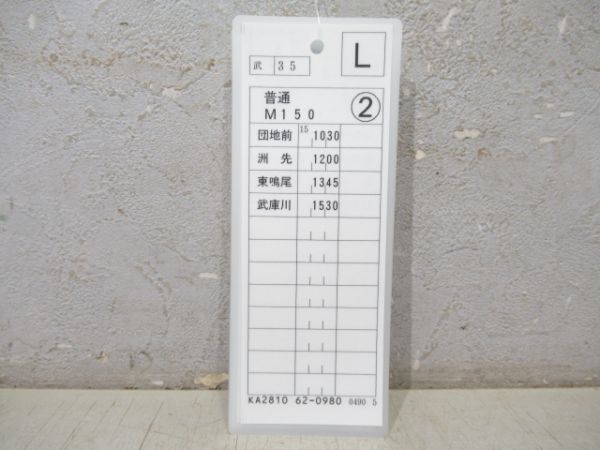 L
武 35
普通
M150 ②
団地前 15 1030
洲先 1200
東鳴尾 1345
武庫川 1530
KA2810 62-0980 0490 5